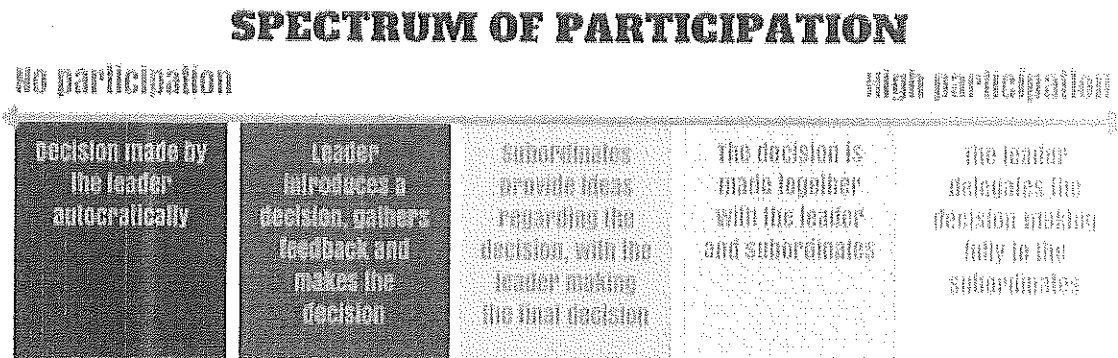 SPECTRUM OF PARTICIPATION
No participation
High participation
Decision made by
the leader
autocratically
Leader
introduces a
decision, gathers
feedback and
makes the
decision
Subordinates
provide ideas
regarding the
decision, with the
leader making
the final decision
The decision is
made together
with the leader
and subordinates
The leader
delegates the
decision making
fully to the
subordinates